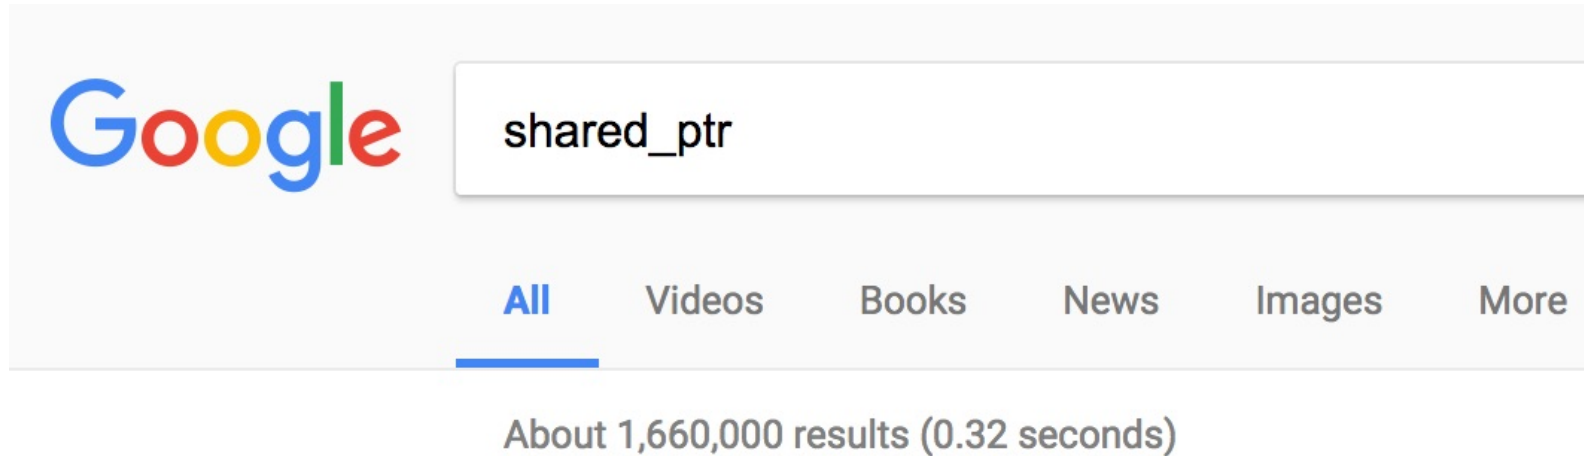 Google
shared_ptr
All Videos Books News Images More
About 1,660,000 results (0.32 seconds)